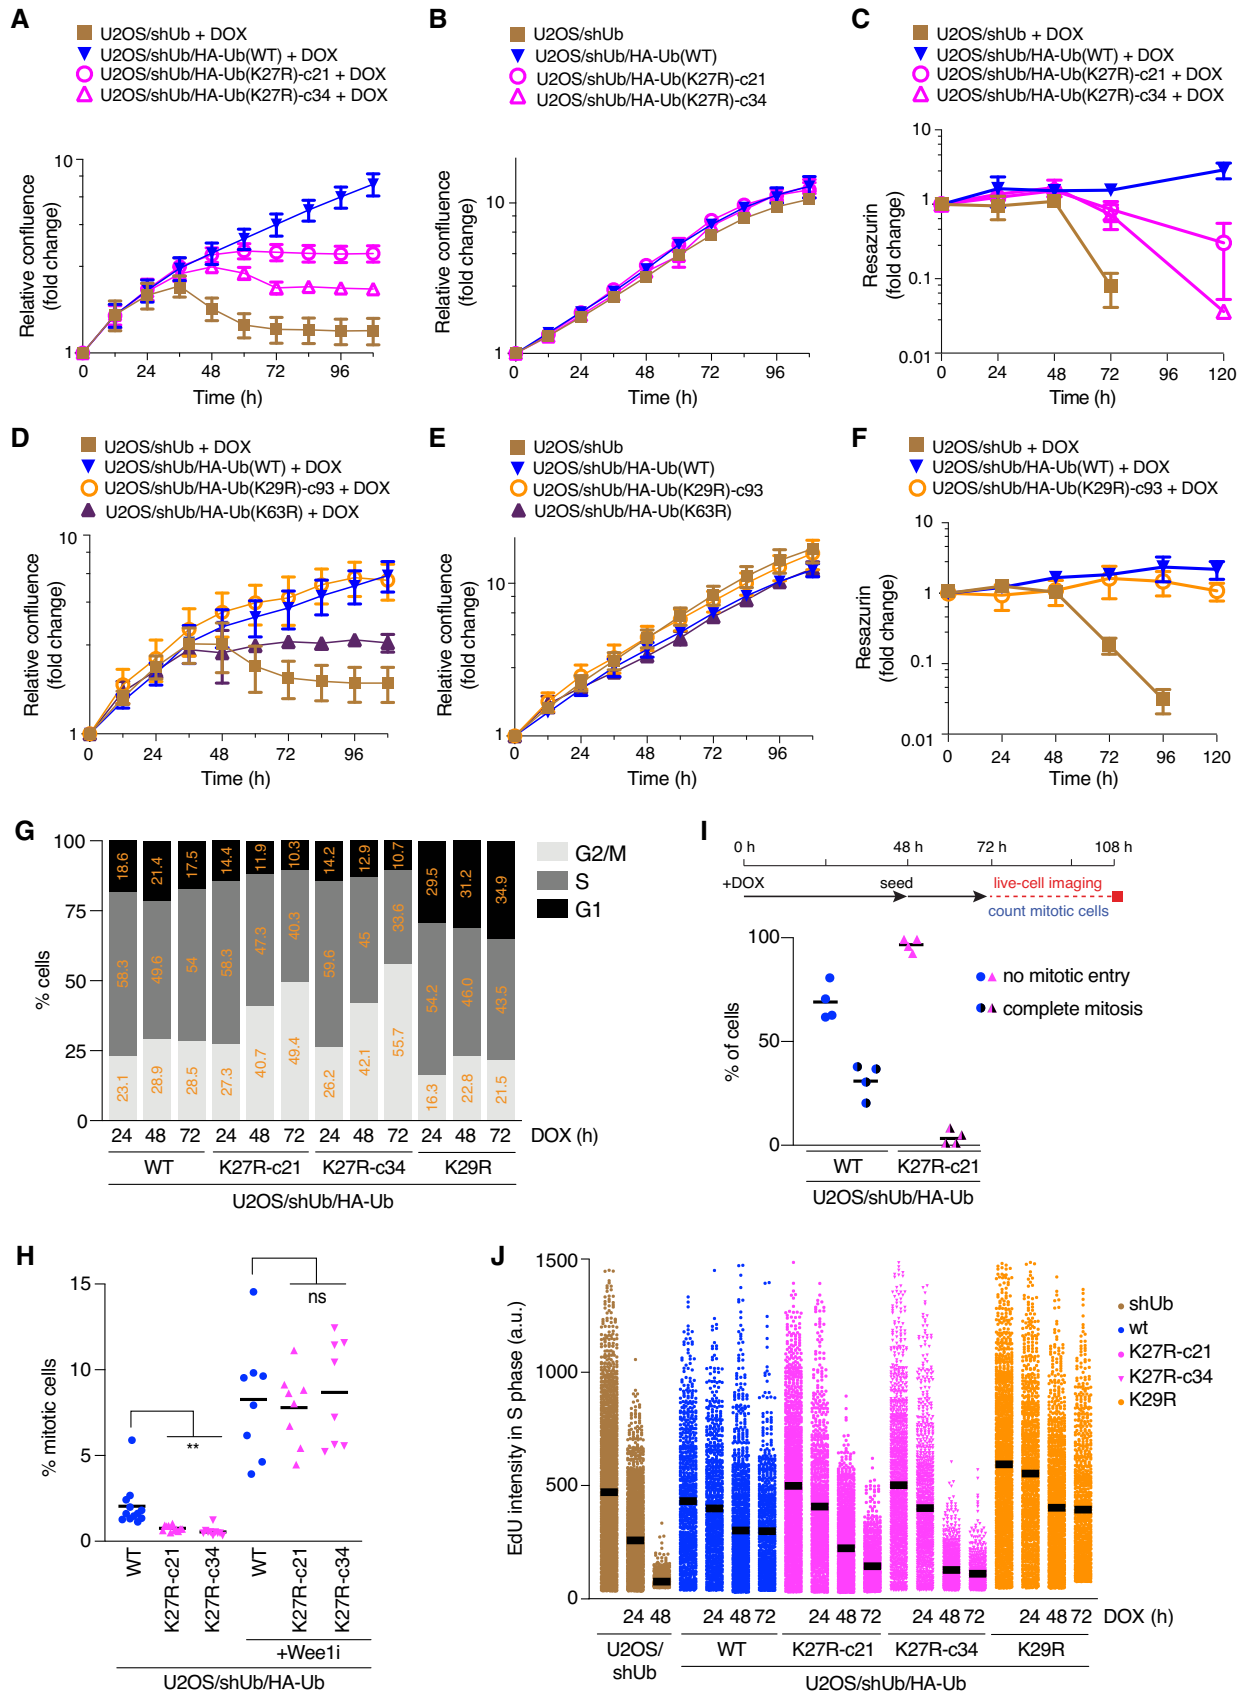 A
U2OS/shUb + DOX
U2OS/shUb/HA-Ub(WT) + DOX
U2OS/shUb/HA-Ub(K27R)-c21 + DOX
U2OS/shUb/HA-Ub(K27R)-c34 + DOX
Relative confluence
(fold change)
10
1
0 24 48 72 96
Time (h)
B
U2OS/shUb
U2OS/shUb/HA-Ub(WT)
U2OS/shUb/HA-Ub(K27R)-c21
U2OS/shUb/HA-Ub(K27R)-c34
Relative confluence
(fold change)
10
1
0 24 48 72 96
Time (h)
C
U2OS/shUb + DOX
U2OS/shUb/HA-Ub(WT) + DOX
U2OS/shUb/HA-Ub(K27R)-c21 + DOX
U2OS/shUb/HA-Ub(K27R)-c34 + DOX
Resazurin
(fold change)
10
1
0.1
0.01
0 24 48 72 96 120
Time (h)
D
U2OS/shUb + DOX
U2OS/shUb/HA-Ub(WT) + DOX
U2OS/shUb/HA-Ub(K29R)-c93 + DOX
U2OS/shUb/HA-Ub(K63R) + DOX
Relative confluence
(fold change)
10
1
0 24 48 72 96
Time (h)
E
U2OS/shUb
U2OS/shUb/HA-Ub(WT)
U2OS/shUb/HA-Ub(K29R)-c93
U2OS/shUb/HA-Ub(K63R)
Relative confluence
(fold change)
10
1
0 24 48 72 96
Time (h)
F
U2OS/shUb + DOX
U2OS/shUb/HA-Ub(WT) + DOX
U2OS/shUb/HA-Ub(K29R)-c93 + DOX
Resazurin
(fold change)
10
1
0.1
0.01
0 24 48 72 96 120
Time (h)
G
% cells
100
75
50
25
0
18.6 21.4 17.5 14.4 11.9 10.3 14.2 12.9 10.7 29.5 31.2 34.9
58.3 49.6 54 58.3 47.3 40.3 59.6 45 33.6 54.2 46.0 43.5
23.1 28.9 28.5 27.3 40.7 49.4 26.2 42.1 55.7 16.3 22.8 21.5
24 48 72 24 48 72 24 48 72 24 48 72 DOX (h)
WT K27R-c21 K27R-c34 K29R
U2OS/shUb/HA-Ub
G2/M
S
G1
I
0 h 48 h 72 h 108 h
+DOX seed live-cell imaging
count mitotic cells
% of cells
100
50
0
no mitotic entry
complete mitosis
WT K27R-c21
U2OS/shUb/HA-Ub
H
% mitotic cells
15
10
5
0
**
ns
WT K27R-c21 K27R-c34 WT K27R-c21 K27R-c34
+Wee1i
U2OS/shUb/HA-Ub
J
EdU intensity in S phase (a.u.)
1500
1000
500
0
shUb
wt
K27R-c21
K27R-c34
K29R
24 48 24 48 72 24 48 72 24 48 72 24 48 72 DOX (h)
U2OS/
shUb
WT K27R-c21 K27R-c34 K29R
U2OS/shUb/HA-Ub